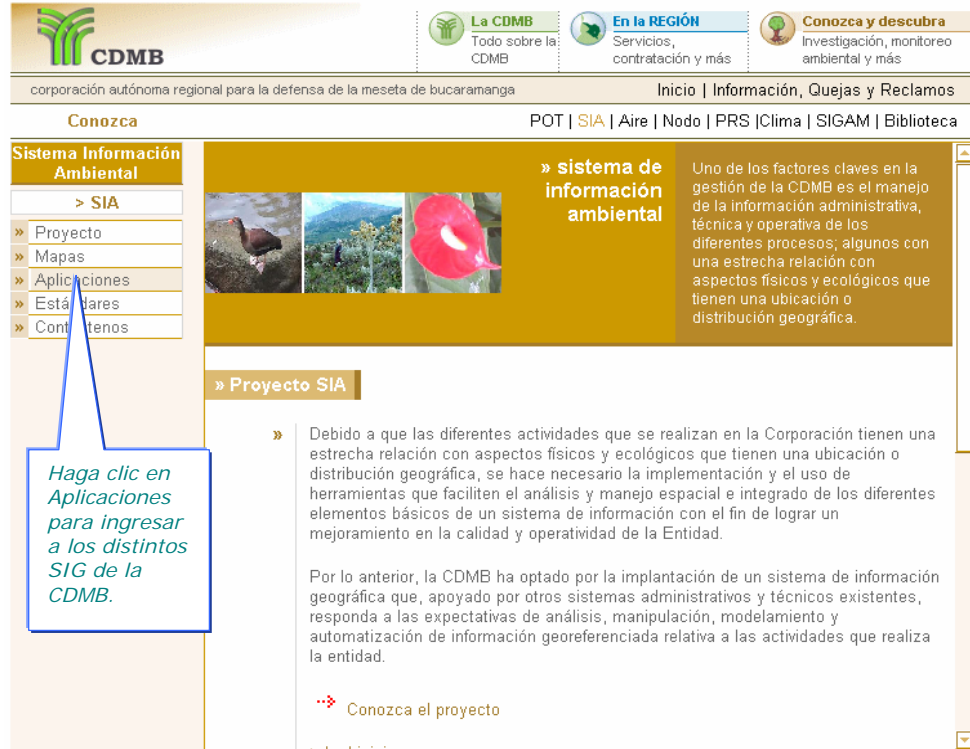 CDMB
La CDMB
Todo sobre la
CDMB
En la REGIÓN
Servicios,
contratación y más
Conozca y descubra
Investigación, monitoreo
ambiental y más
corporación autónoma regional para la defensa de la meseta de bucaramanga
Inicio | Información, Quejas y Reclamos
Conozca
POT | SIA | Aire | Nodo | PRS |Clima | SIGAM | Biblioteca
Sistema Información
Ambiental
> SIA
» Proyecto
» Mapas
» Aplicaciones
» Estándares
» Contáctenos
Haga clic en
Aplicaciones
para ingresar
a los distintos
SIG de la
CDMB.
» sistema de
información
ambiental
Uno de los factores claves en la
gestión de la CDMB es el manejo
de la información administrativa,
técnica y operativa de los
diferentes procesos; algunos con
una estrecha relación con
aspectos físicos y ecológicos que
tienen una ubicación o
distribución geográfica.
» Proyecto SIA
» Debido a que las diferentes actividades que se realizan en la Corporación tienen una
estrecha relación con aspectos físicos y ecológicos que tienen una ubicación o
distribución geográfica, se hace necesario la implementación y el uso de
herramientas que faciliten el análisis y manejo espacial e integrado de los diferentes
elementos básicos de un sistema de información con el fin de lograr un
mejoramiento en la calidad y operatividad de la Entidad.
Por lo anterior, la CDMB ha optado por la implantación de un sistema de información
geográfica que, apoyado por otros sistemas administrativos y técnicos existentes,
responda a las expectativas de análisis, manipulación, modelamiento y
automatización de información georeferenciada relativa a las actividades que realiza
la entidad.
Conozca el proyecto